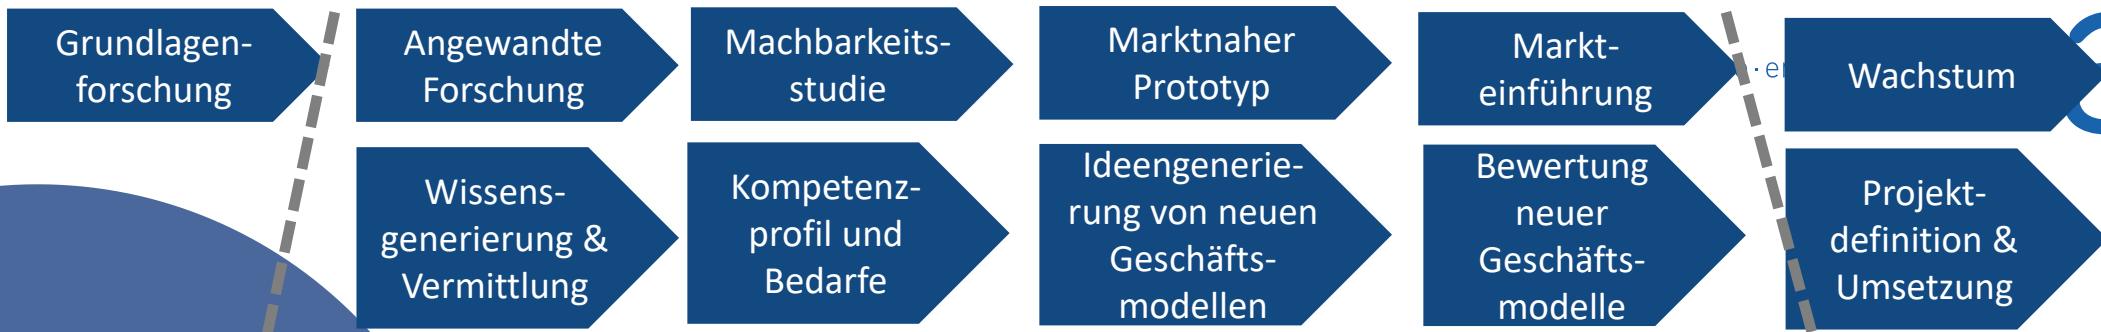 Grundlagen-
forschung
Angewandte
Forschung
Machbarkeits-
studie
Marktnaher
Prototyp
Markt-
einführung
Wachstum
Wissens-
generierung &
Vermittlung
Kompetenz-
profil und
Bedarfe
Ideengenerie-
rung von neuen
Geschäfts-
modellen
Bewertung
neuer
Geschäfts-
modelle
Projekt-
definition &
Umsetzung